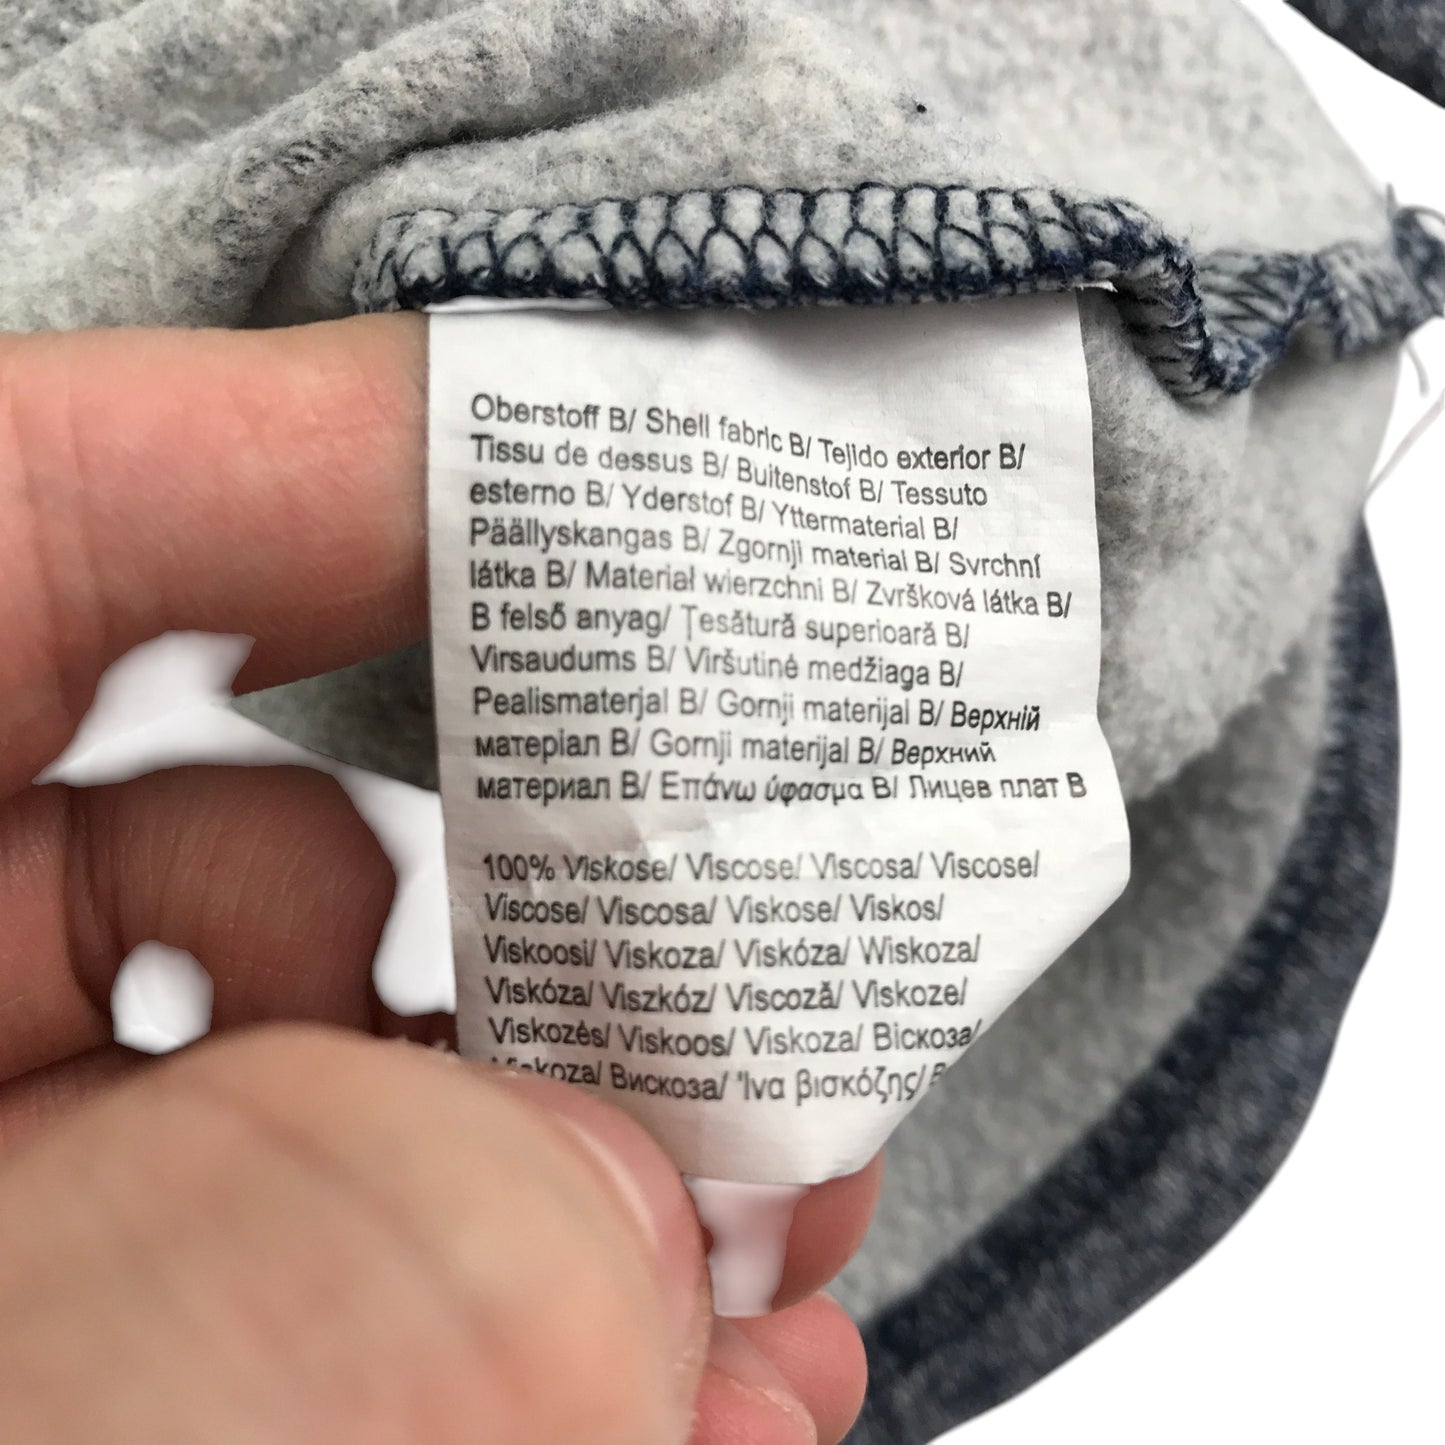 Oberstoff B/ Shell fabric B/ Tejido exterior B/
Tissu de dessus B/ Buitenstof B/ Tessuto
esterno B/ Yderstof B/ Yttermaterial B/
Päällyskangas B/ Zgornji material B/ Svrchní
látka B/ Materiał wierzchni B/ Zvršková látka B/
B felső anyag/ Țesătură superioară B/
Virsaudums B/ Viršutinė medžiaga B/
Pealismaterjal B/ Gornji materijal B/ Верхній
матеріал B/ Gornji materijal B/ Верхний
материал B/ Επάνω ύφασμα B/ Лицев плат B
100% Viskose/ Viscose/ Viscosa/ Viscose/
Viscose/ Viscosa/ Viskose/ Viskos/
Viskoosi/ Viskoza/ Viskóza/ Wiskoza/
Viskóza/ Viszkóz/ Viscoză/ Viskoze/
Viskozės/ Viskoos/ Viskoza/ Віскоза/
Viskoza/ Вискоза/ Ίνα βισκόζης/